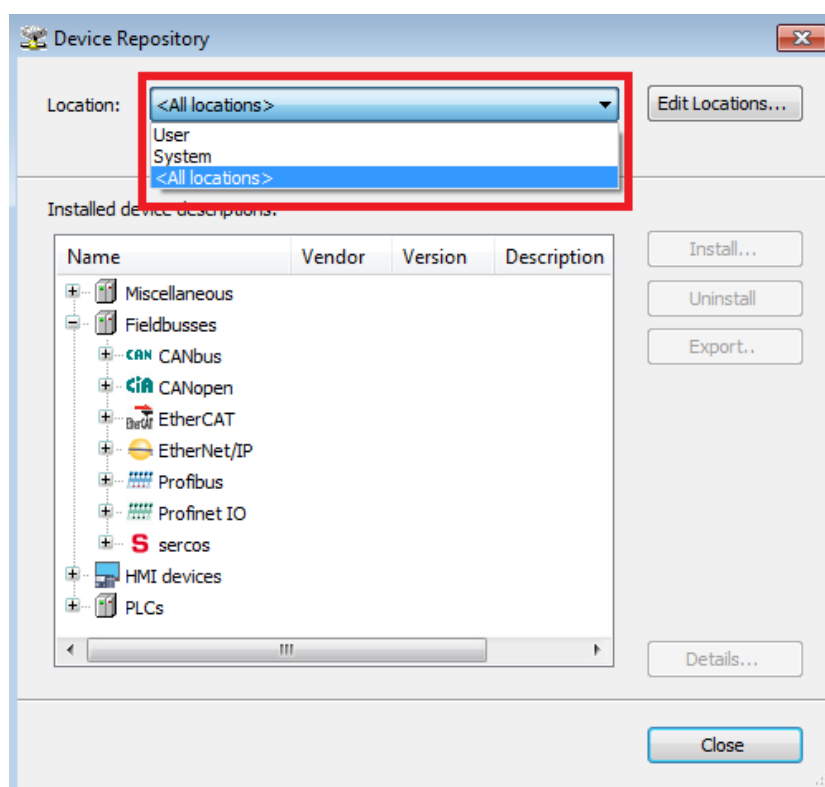 Device Repository
Location:
<All locations>
Edit Locations...
User
System
<All locations>
Installed device descriptions:
Name Vendor Version Description
Install...
Miscellaneous
Uninstall
Fieldbusses
Export..
CAN CANbus
CiA CANopen
EtherCAT EtherCAT
EtherNet/IP
Profibus
Profinet IO
S sercos
HMI devices
PLCs
Details...
Close